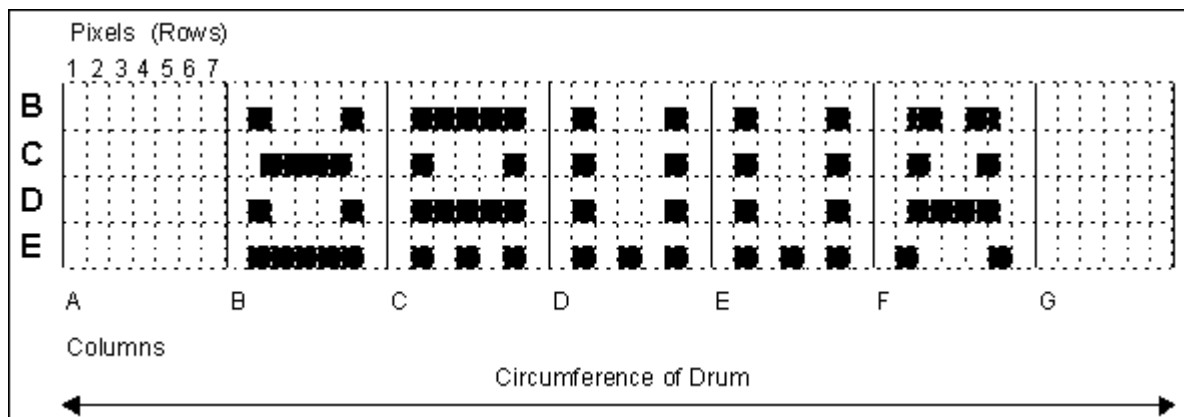 Pixels (Rows)
1 2 3 4 5 6 7
B
C
D
E
A B C D E F G
Columns
Circumference of Drum